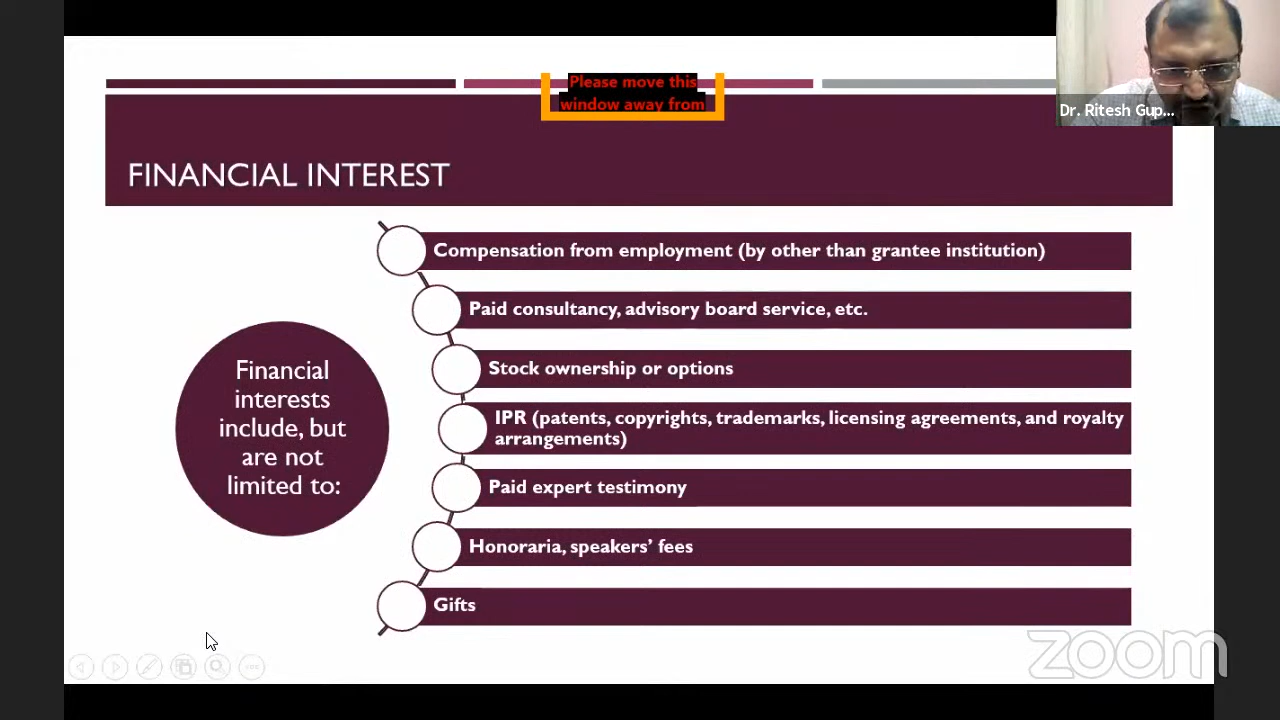 Please move this
window away from
Dr. Ritesh Gup...
FINANCIAL INTEREST
Financial
interests
include, but
are not
limited to:
Compensation from employment (by other than grantee institution)
Paid consultancy, advisory board service, etc.
Stock ownership or options
IPR (patents, copyrights, trademarks, licensing agreements, and royalty
arrangements)
Paid expert testimony
Honoraria, speakers’ fees
Gifts
zoom